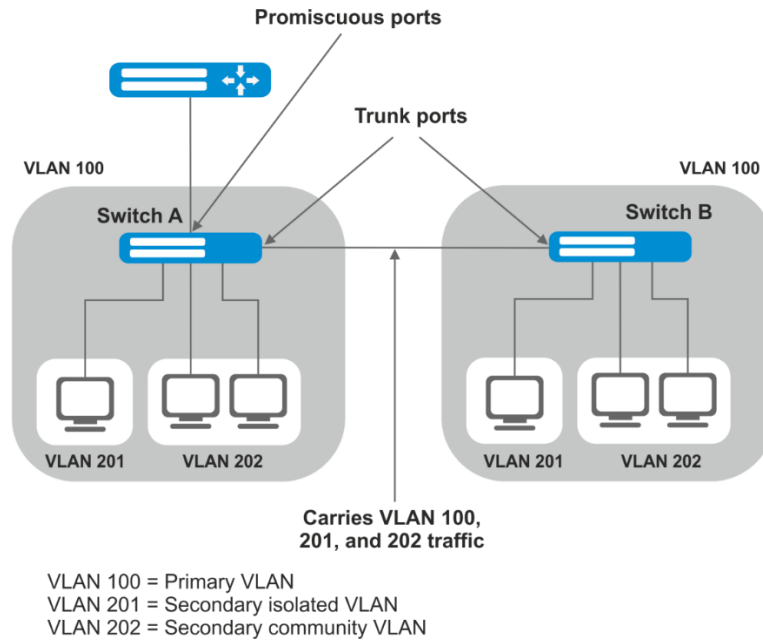 Promiscuous ports
Trunk ports
VLAN 100
VLAN 100
Switch A
Switch B
VLAN 201
VLAN 202
VLAN 201
VLAN 202
Carries VLAN 100,
201, and 202 traffic
VLAN 100 = Primary VLAN
VLAN 201 = Secondary isolated VLAN
VLAN 202 = Secondary community VLAN